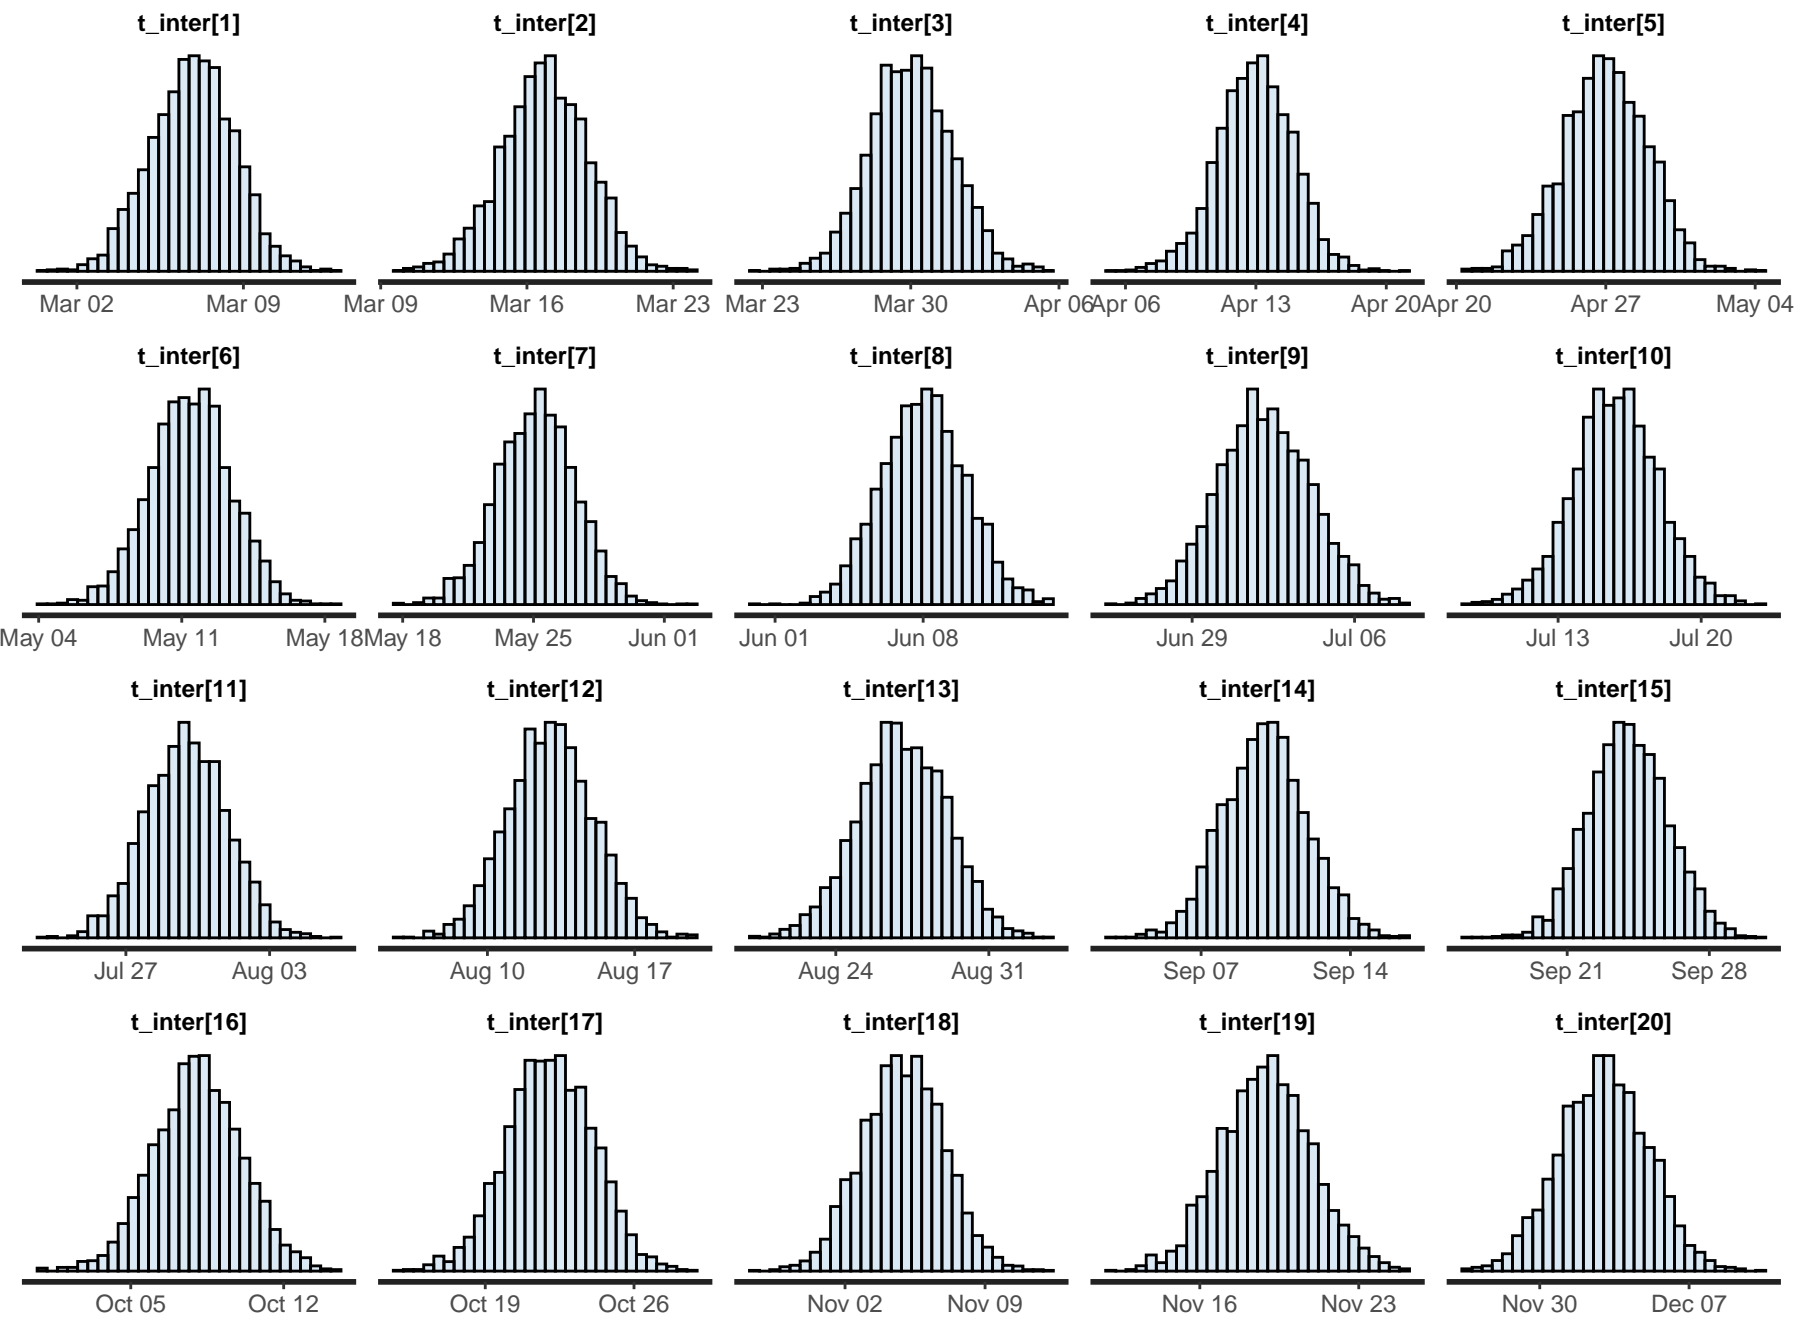 t_inter[1] t_inter[2] t_inter[3] t_inter[4] t_inter[5]
Mar 02 Mar 09 Mar 09 Mar 16 Mar 23 Mar 23 Mar 30 Apr 06 Apr 06 Apr 13 Apr 20 Apr 20 Apr 27 May 04
t_inter[6] t_inter[7] t_inter[8] t_inter[9] t_inter[10]
May 04 May 11 May 18 May 18 May 25 Jun 01 Jun 01 Jun 08 Jun 29 Jul 06 Jul 13 Jul 20
t_inter[11] t_inter[12] t_inter[13] t_inter[14] t_inter[15]
Jul 27 Aug 03 Aug 10 Aug 17 Aug 24 Aug 31 Sep 07 Sep 14 Sep 21 Sep 28
t_inter[16] t_inter[17] t_inter[18] t_inter[19] t_inter[20]
Oct 05 Oct 12 Oct 19 Oct 26 Nov 02 Nov 09 Nov 16 Nov 23 Nov 30 Dec 07